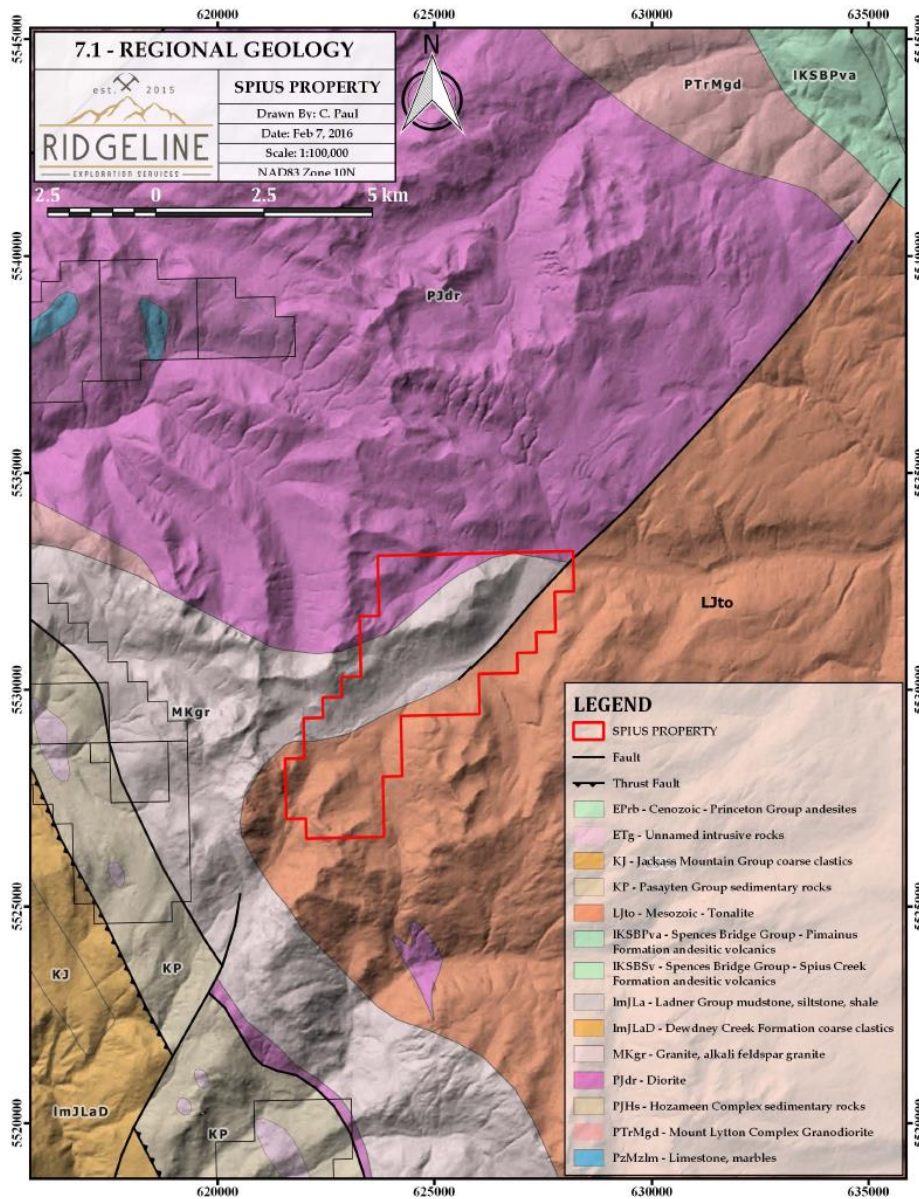 620000
625000
630000
635000
5545000
5540000
5535000
5530000
5525000
5520000
7.1 - REGIONAL GEOLOGY
est. 2015
RIDGELINE
EXPLORATION SERVICES
SPIUS PROPERTY
Drawn By: C. Paul
Date: Feb 7, 2016
Scale: 1:100,000
NAD83 Zone 10N
N
2.5 0 2.5 5 km
PTrMgd
lKSBPva
PJdr
LJto
MKgr
KJ
KP
lmJLaD
KP
LEGEND
SPIUS PROPERTY
Fault
Thrust Fault
EPrb - Cenozoic - Princeton Group andesites
ETg - Unnamed intrusive rocks
KJ - Jackass Mountain Group coarse clastics
KP - Pasayten Group sedimentary rocks
LJto - Mesozoic - Tonalite
lKSBPva - Spences Bridge Group - Pimainus
Formation andesitic volcanics
lKSBSv - Spences Bridge Group - Spius Creek
Formation andesitic volcanics
lmJLa - Ladner Group mudstone, siltstone, shale
lmJLaD - Dewdney Creek Formation coarse clastics
MKgr - Granite, alkali feldspar granite
PJdr - Diorite
PJHs - Hozameen Complex sedimentary rocks
PTrMgd - Mount Lytton Complex Granodiorite
PzMzlm - Limestone, marbles
620000
625000
630000
635000